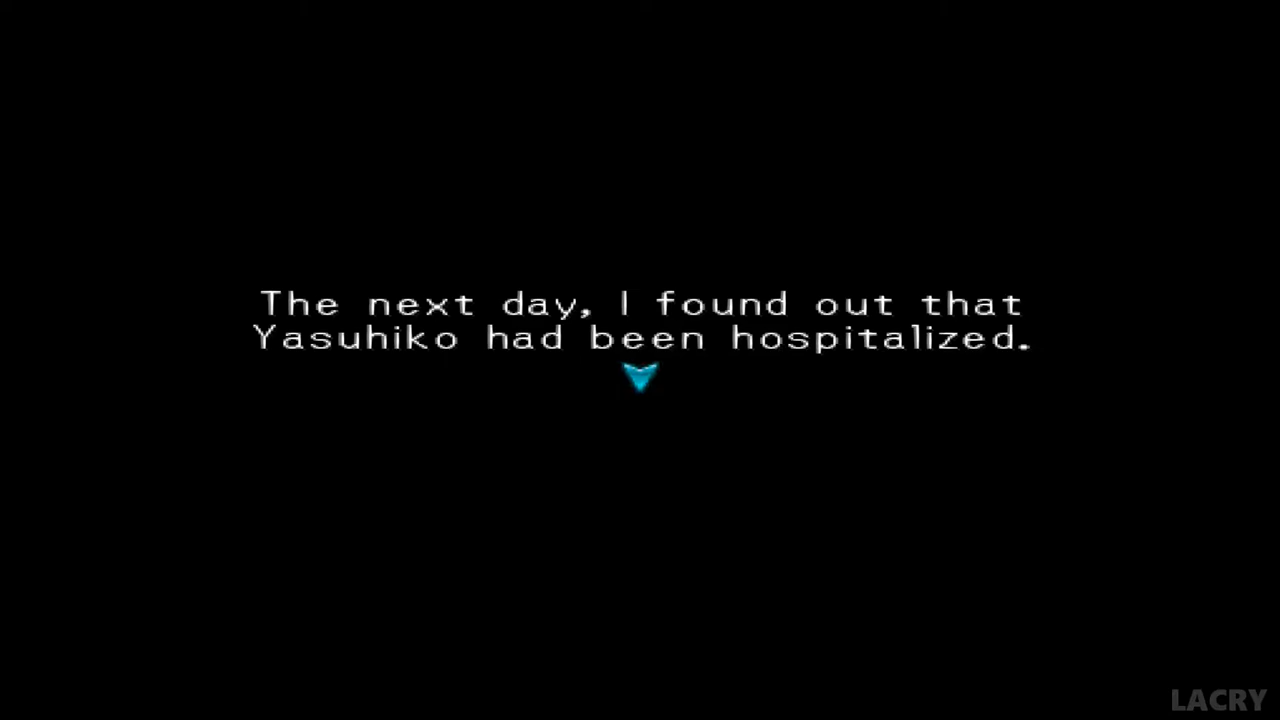 The next day, I found out that
Yasuhiko had been hospitalized.
LACRY